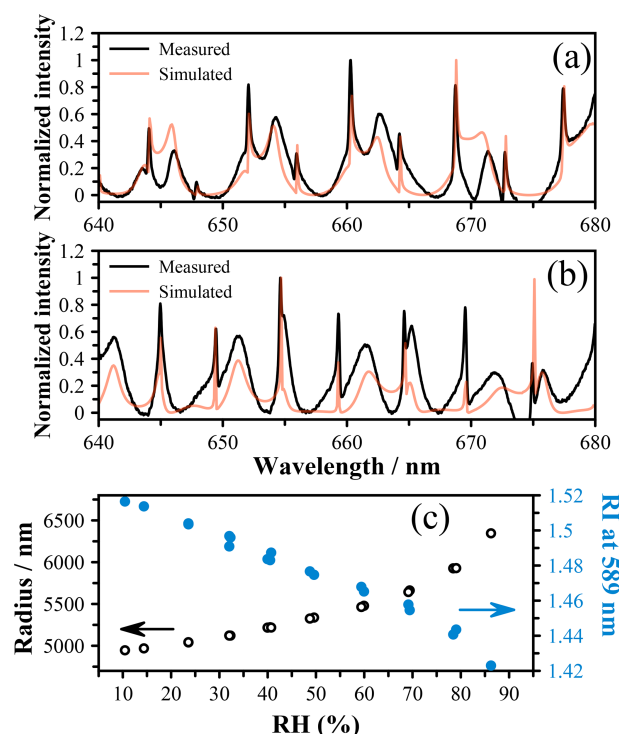 Normalized intensity
1.2
1
0.8
0.6
0.4
0.2
0
Measured
Simulated
(a)
640 650 660 670 680
Normalized intensity
1.2
1
0.8
0.6
0.4
0.2
0
Measured
Simulated
(b)
640 650 660 670 680
Wavelength / nm
Radius / nm
6500
6000
5500
5000
(c)
1.52
1.5
1.48
1.46
1.44
1.42
RI at 589 nm
10 20 30 40 50 60 70 80 90
RH (%)